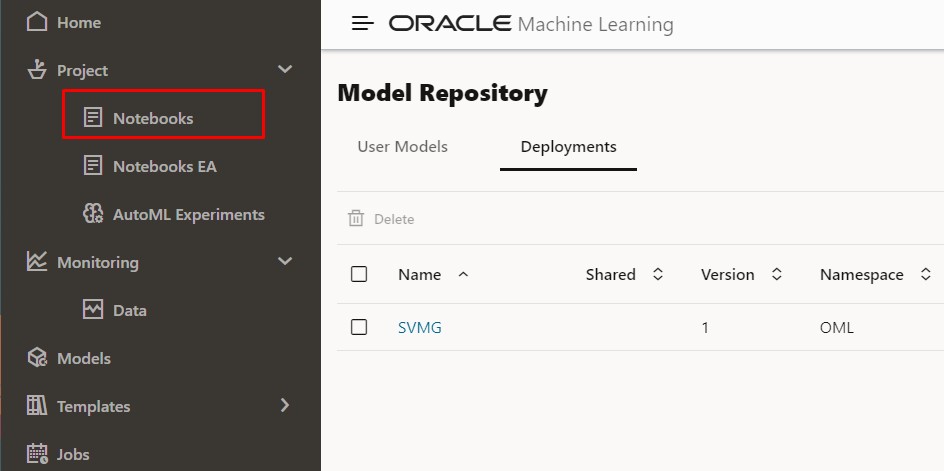 Home
Project
Notebooks
Notebooks EA
AutoML Experiments
Monitoring
Data
Models
Templates
Jobs
ORACLE Machine Learning
Model Repository
User Models Deployments
Delete
Name Shared Version Namespace
SVMG 1 OML